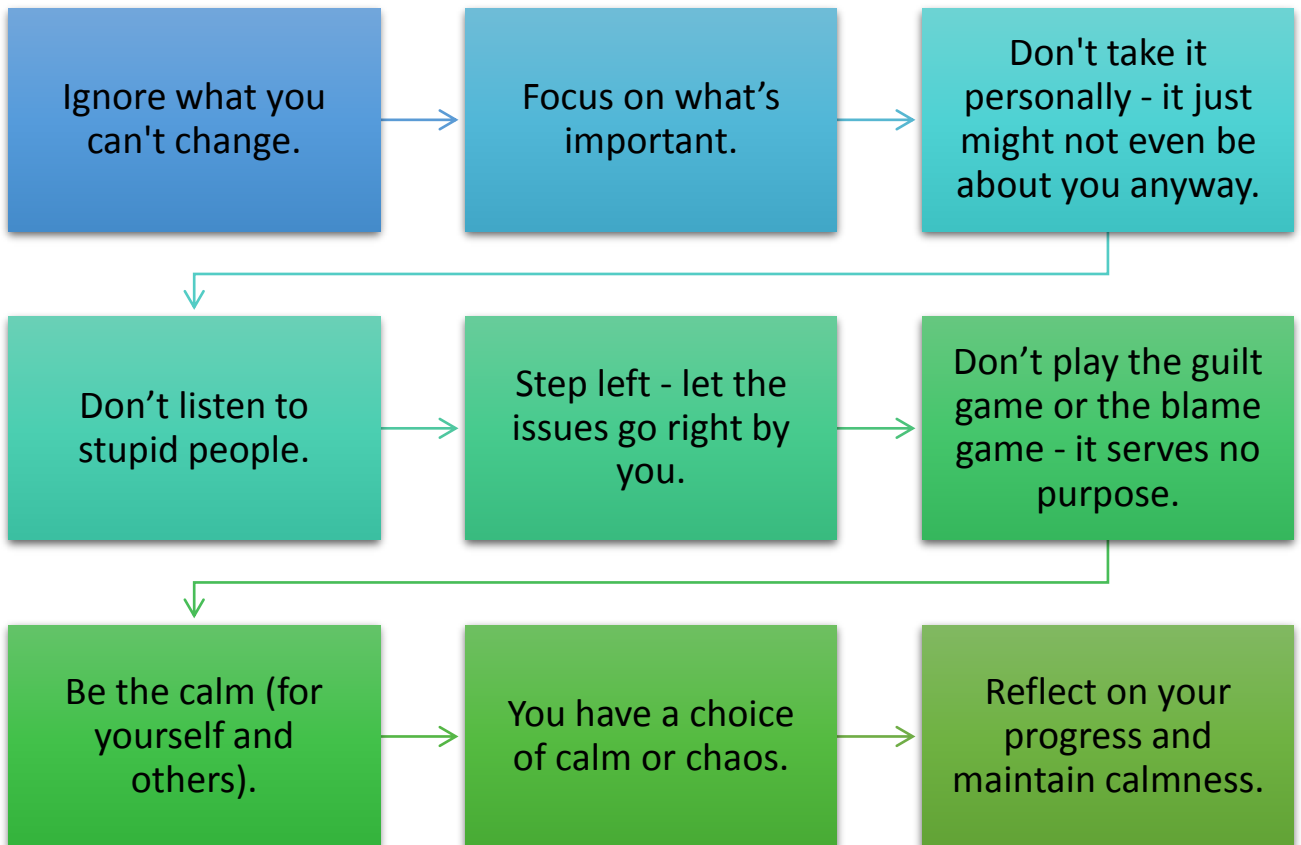 Ignore what you
can't change.
Focus on what’s
important.
Don't take it
personally - it just
might not even be
about you anyway.
Don’t listen to
stupid people.
Step left - let the
issues go right by
you.
Don’t play the guilt
game or the blame
game - it serves no
purpose.
Be the calm (for
yourself and
others).
You have a choice
of calm or chaos.
Reflect on your
progress and
maintain calmness.